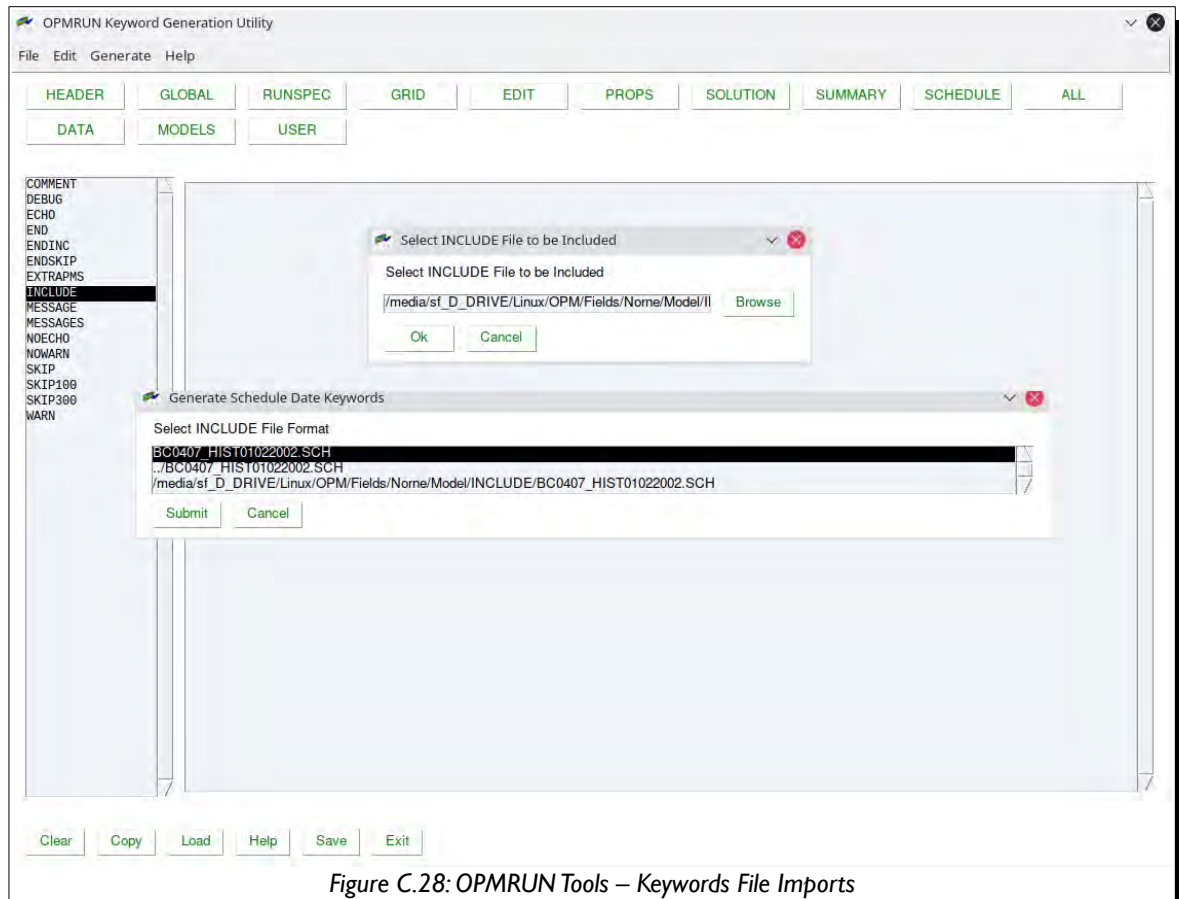 OPMRUN Keyword Generation Utility
File Edit Generate Help
HEADER GLOBAL RUNSPEC GRID EDIT PROPS SOLUTION SUMMARY SCHEDULE ALL
DATA MODELS USER
COMMENT
DEBUG
ECHO
END
ENDINC
ENDSKIP
EXTRAPMS
INCLUDE
MESSAGE
MESSAGES
NOECHO
NOWARN
SKIP
SKIP100
SKIP300
WARN
Select INCLUDE File to be Included
Select INCLUDE File to be Included
/media/sf_D_DRIVE/Linux/OPM/Fields/Norne/Model/ Browse
Ok Cancel
Generate Schedule Date Keywords
Select INCLUDE File Format
BC0407_HIST01022002.SCH
../BC0407_HIST01022002.SCH
/media/sf_D_DRIVE/Linux/OPM/Fields/Norne/Model/INCLUDE/BC0407_HIST01022002.SCH
Submit Cancel
Clear Copy Load Help Save Exit
Figure C.28: OPMRUN Tools – Keywords File Imports